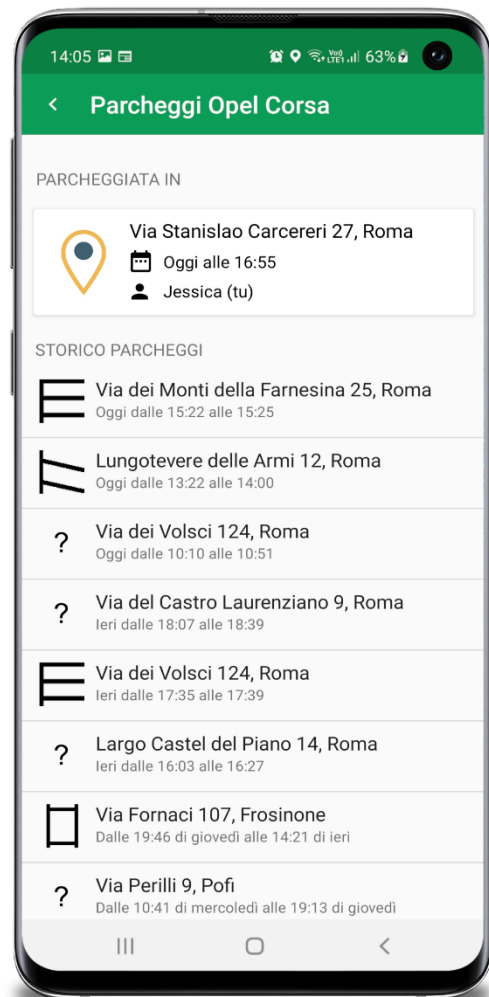 14:05 VoI) LTE1 63%
Parcheggi Opel Corsa
PARCHEGGIATA IN
Via Stanislao Carcereri 27, Roma
Oggi alle 16:55
Jessica (tu)
STORICO PARCHEGGI
Via dei Monti della Farnesina 25, Roma
Oggi dalle 15:22 alle 15:25
Lungotevere delle Armi 12, Roma
Oggi dalle 13:22 alle 14:00
?
Via dei Volsci 124, Roma
Oggi dalle 10:10 alle 10:51
?
Via del Castro Laurenziano 9, Roma
Ieri dalle 18:07 alle 18:39
Via dei Volsci 124, Roma
Ieri dalle 17:35 alle 17:39
?
Largo Castel del Piano 14, Roma
Ieri dalle 16:03 alle 16:27
Via Fornaci 107, Frosinone
Dalle 19:46 di giovedì alle 14:21 di ieri
?
Via Perilli 9, Pofi
Dalle 10:41 di mercoledì alle 19:13 di giovedì